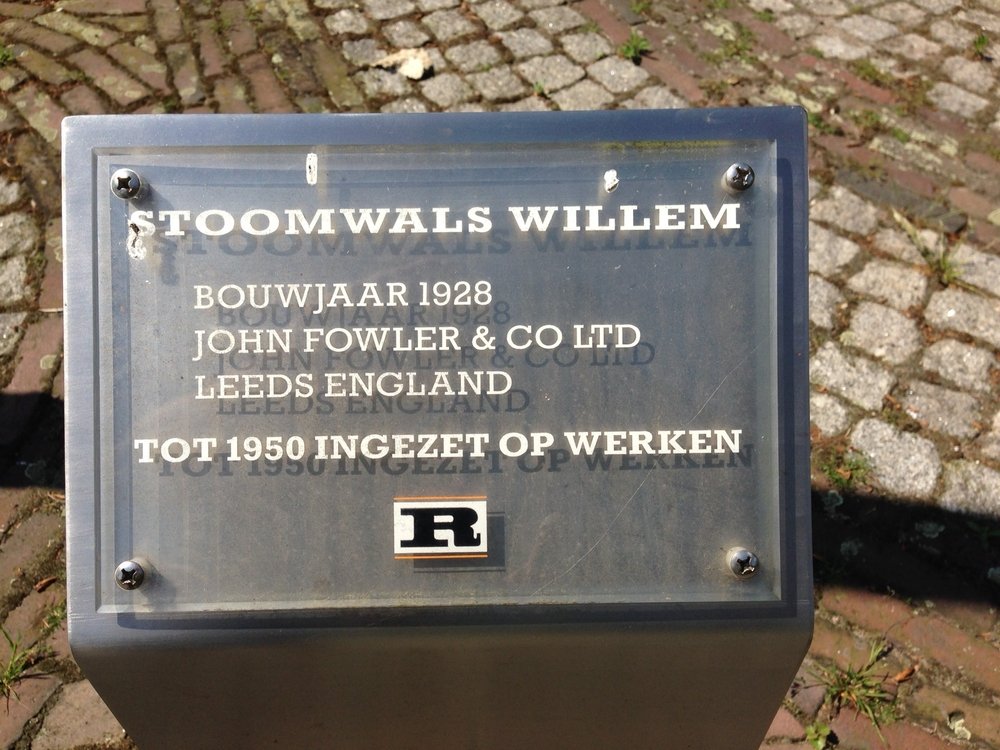 STOOMWALS WILLEM
BOUWJAAR 1928
JOHN FOWLER & CO LTD
LEEDS ENGLAND
TOT 1950 INGEZET OP WERKEN
R